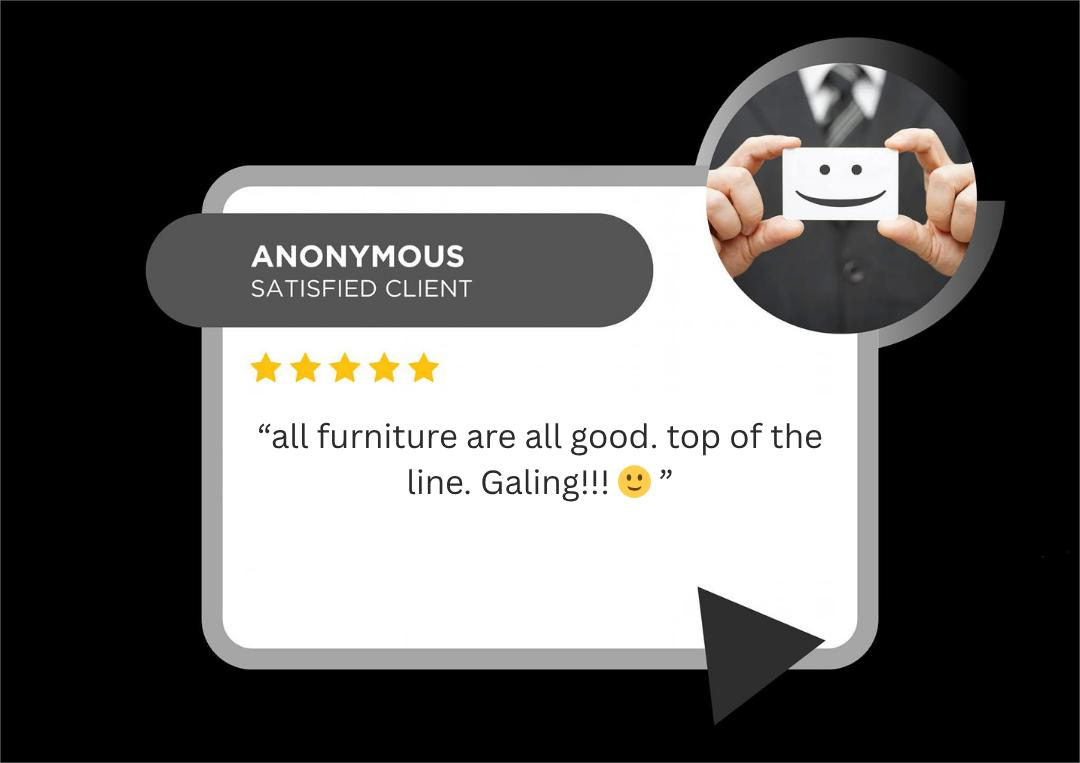 ANONYMOUS
SATISFIED CLIENT
“all furniture are all good. top of the
line. Galing!!! 🙂 ”